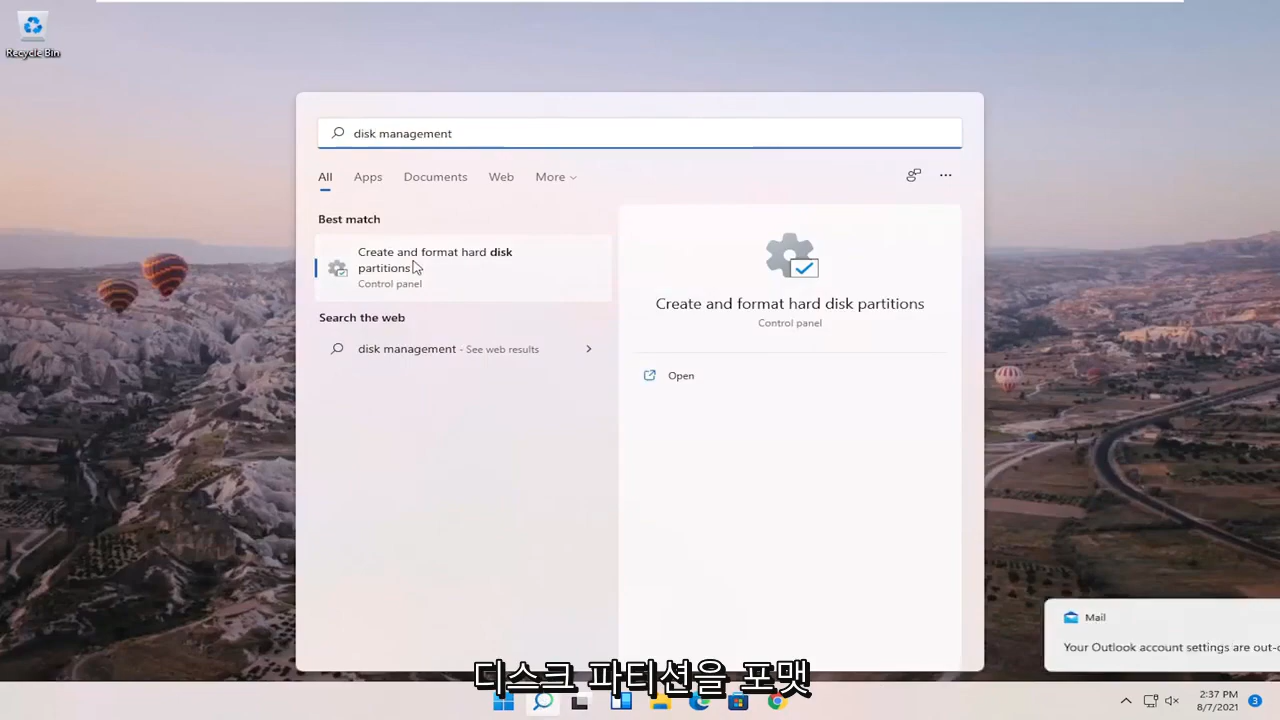 Recycle Bin
disk management
All
Apps
Documents
Web
More
Best match
Create and format hard disk
partitions
Control panel
Search the web
disk management - See web results
Create and format hard disk partitions
Control panel
Open
Mail
Your Outlook account settings are
디스크 파티션을 포맷
2:37 PM
8/7/2021
3